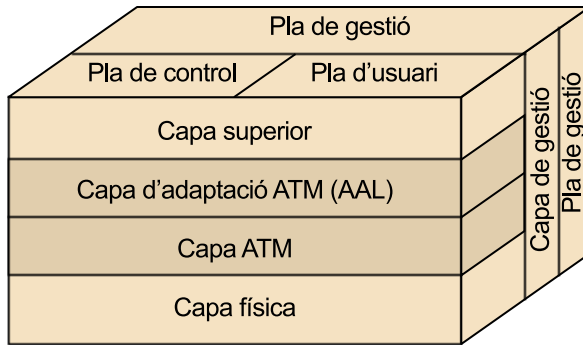 Pla de gestió
Pla de control
Pla d'usuari
Capa superior
Capa d'adaptació ATM (AAL)
Capa ATM
Capa física
Capa de gestió
Pla de gestió